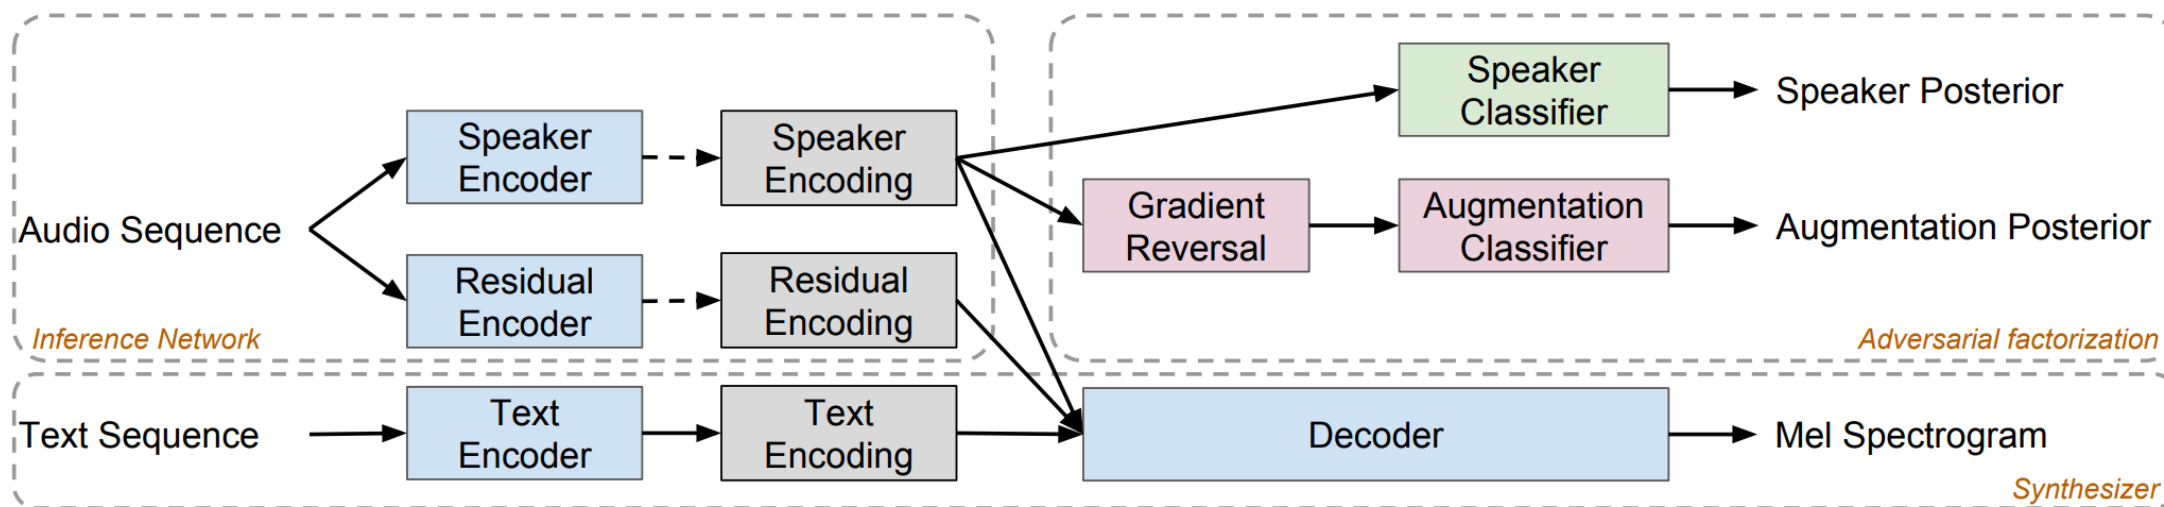 Audio Sequence
Speaker
Encoder
Speaker
Encoding
Residual
Encoder
Residual
Encoding
Inference Network
Speaker
Classifier
Speaker Posterior
Gradient
Reversal
Augmentation
Classifier
Augmentation Posterior
Adversarial factorization
Text Sequence
Text
Encoder
Text
Encoding
Decoder
Mel Spectrogram
Synthesizer